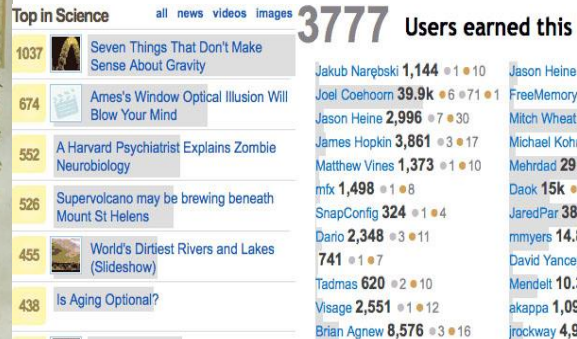 Top in Science
all news videos images
1037 Seven Things That Don't Make
Sense About Gravity
674 Ames's Window Optical Illusion Will
Blow Your Mind
552 A Harvard Psychiatrist Explains Zombie
Neurobiology
526 Supervolcano may be brewing beneath
Mount St Helens
455 World's Dirtiest Rivers and Lakes
(Slideshow)
438 Is Aging Optional?
3777 Users earned this
Jakub Narębski 1,144 1 10
Joel Coehoorn 39.9k 6 71 1
Jason Heine 2,996 7 30
James Hopkin 3,861 3 17
Matthew Vines 1,373 1 10
mfx 1,498 1 8
SnapConfig 324 1 4
Dario 2,348 3 11
741 1 7
Tadmas 620 2 10
Visage 2,551 1 12
Brian Agnew 8,576 3 16
Jason Heine
FreeMemory
Mitch Wheat
Michael Koh
Mehrdad 29
Daok 15k
JaredPar 38
mmyers 14.
David Yance
Mendelt 10.
akappa 1,09
jrockway 4,9